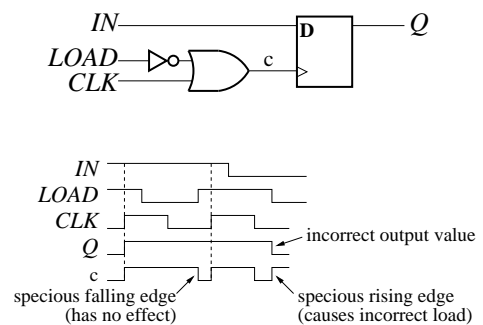 IN
D
Q
LOAD
c
CLK
IN
LOAD
CLK
Q
incorrect output value
c
specious falling edge
(has no effect)
specious rising edge
(causes incorrect load)